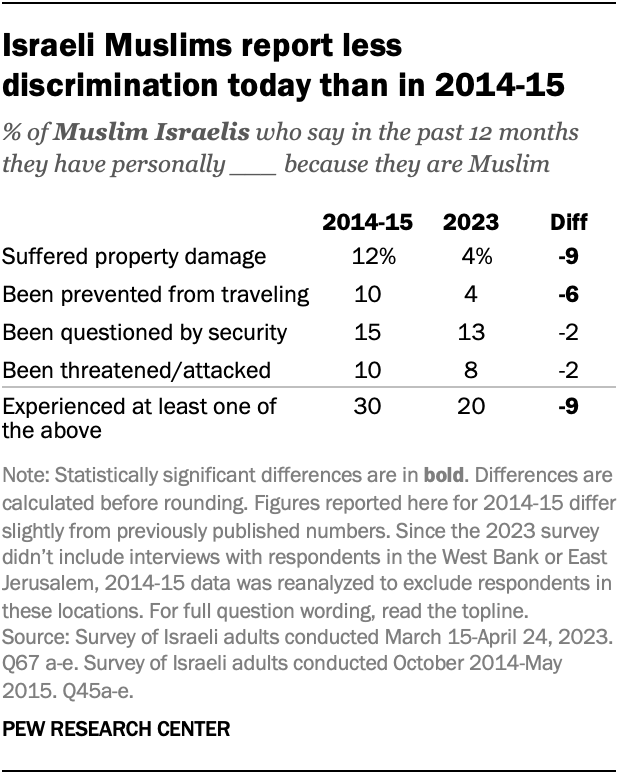 Israeli Muslims report less
discrimination today than in 2014-15
% of Muslim Israelis who say in the past 12 months
they have personally ___ because they are Muslim
2014-15 2023 Diff
Suffered property damage 12% 4% -9
Been prevented from traveling 10 4 -6
Been questioned by security 15 13 -2
Been threatened/attacked 10 8 -2
Experienced at least one of 30 20 -9
the above
Note: Statistically significant differences are in bold. Differences are
calculated before rounding. Figures reported here for 2014-15 differ
slightly from previously published numbers. Since the 2023 survey
didn't include interviews with respondents in the West Bank or East
Jerusalem, 2014-15 data was reanalyzed to exclude respondents in
these locations. For full question wording, read the topline.
Source: Survey of Israeli adults conducted March 15-April 24, 2023.
Q67 a-e. Survey of Israeli adults conducted October 2014-May
2015. Q45a-e.
PEW RESEARCH CENTER